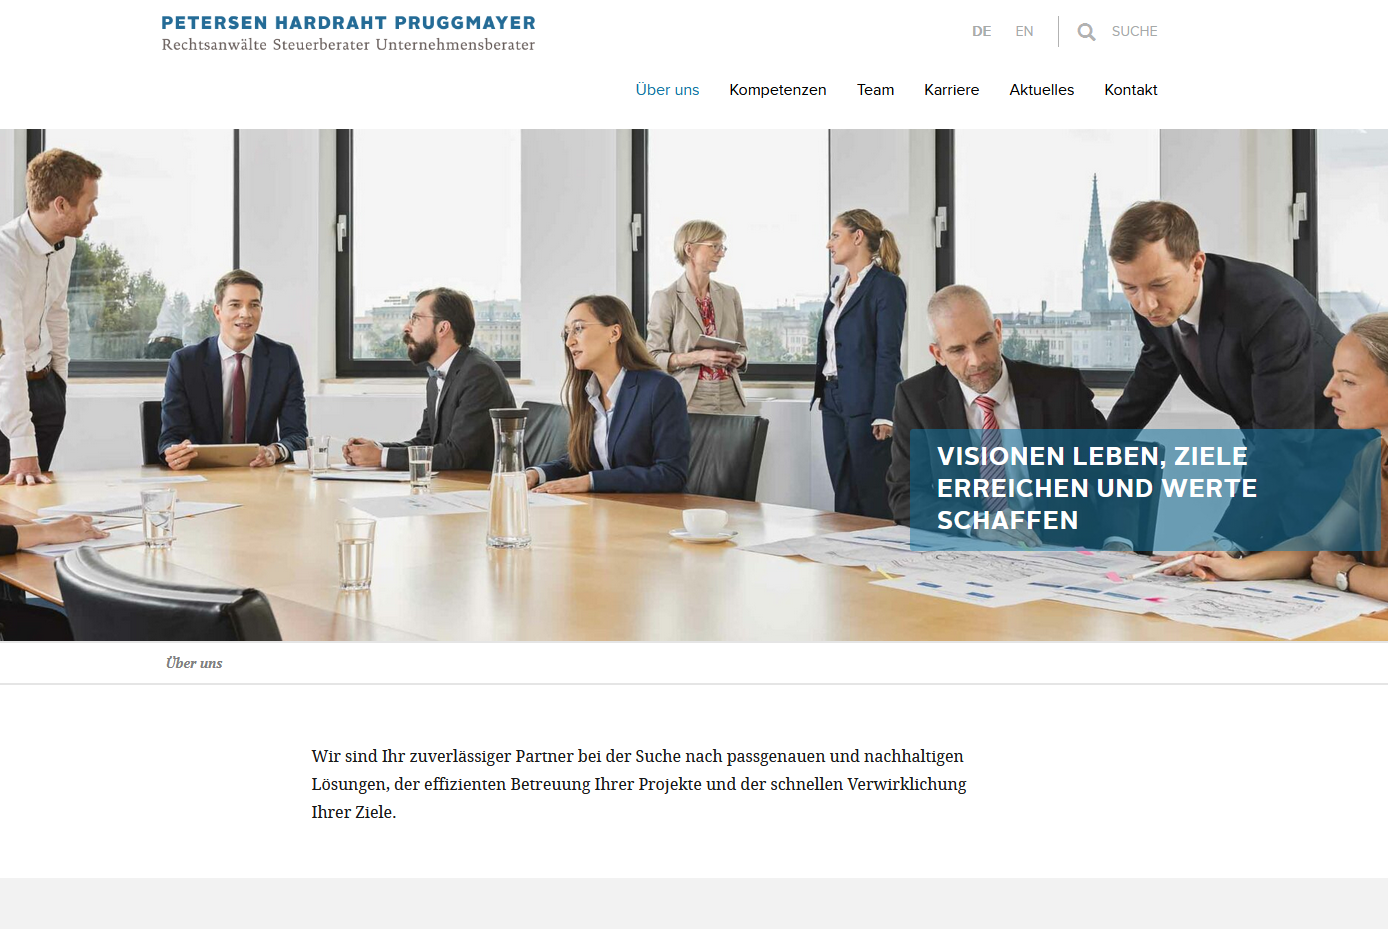 PETERSEN HARDRAHT PRUGGMAYER
Rechtsanwälte Steuerberater Unternehmensberater
DE EN SUCHE
Über uns Kompetenzen Team Karriere Aktuelles Kontakt
VISIONEN LEBEN, ZIELE
ERREICHEN UND WERTE
SCHAFFEN
Über uns
Wir sind Ihr zuverlässiger Partner bei der Suche nach passgenauen und nachhaltigen
Lösungen, der effizienten Betreuung Ihrer Projekte und der schnellen Verwirklichung
Ihrer Ziele.